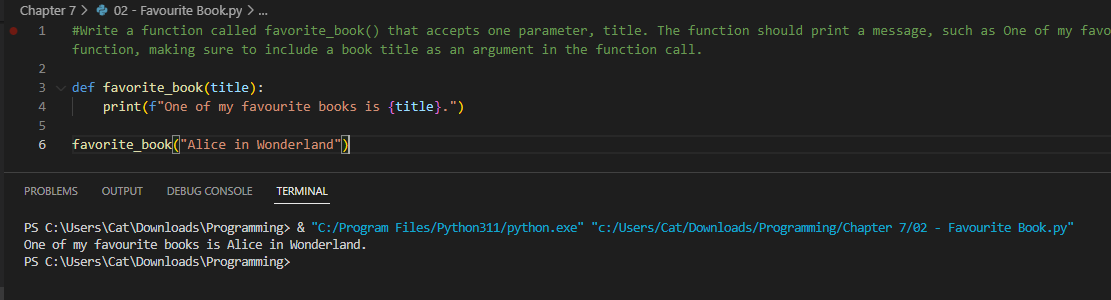 Chapter 7 > 02 - Favourite Book.py > ...
1 #Write a function called favorite_book() that accepts one parameter, title. The function should print a message, such as One of my favo
function, making sure to include a book title as an argument in the function call.
2
3 def favorite_book(title):
4 print(f"One of my favourite books is {title}.")
5
6 favorite_book("Alice in Wonderland")
PROBLEMS OUTPUT DEBUG CONSOLE TERMINAL
PS C:\Users\Cat\Downloads\Programming> & "C:/Program Files/Python311/python.exe" "c:/Users/Cat/Downloads/Programming/Chapter 7/02 - Favourite Book.py"
One of my favourite books is Alice in Wonderland.
PS C:\Users\Cat\Downloads\Programming>